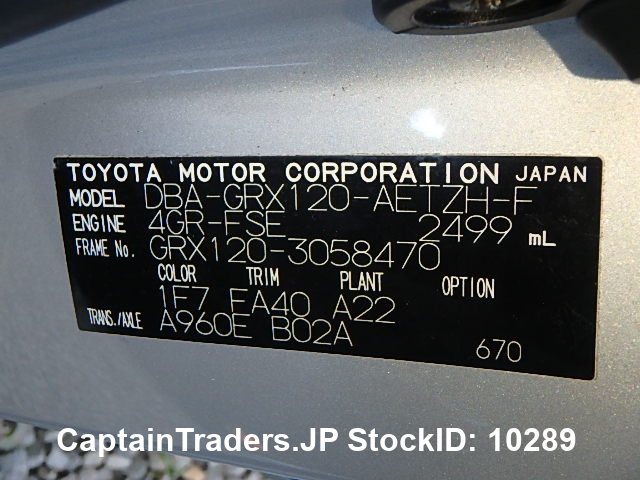 TOYOTA MOTOR CORPORATION JAPAN
MODEL DBA-GRX120-AETZH-F
ENGINE 4GR-FSE 2499 mL
FRAME No. GRX120-3058470
COLOR TRIM PLANT OPTION
1F7 FA40 A22
TRANS./AXLE A960E B02A
670
CaptainTraders.JP StockID: 10289